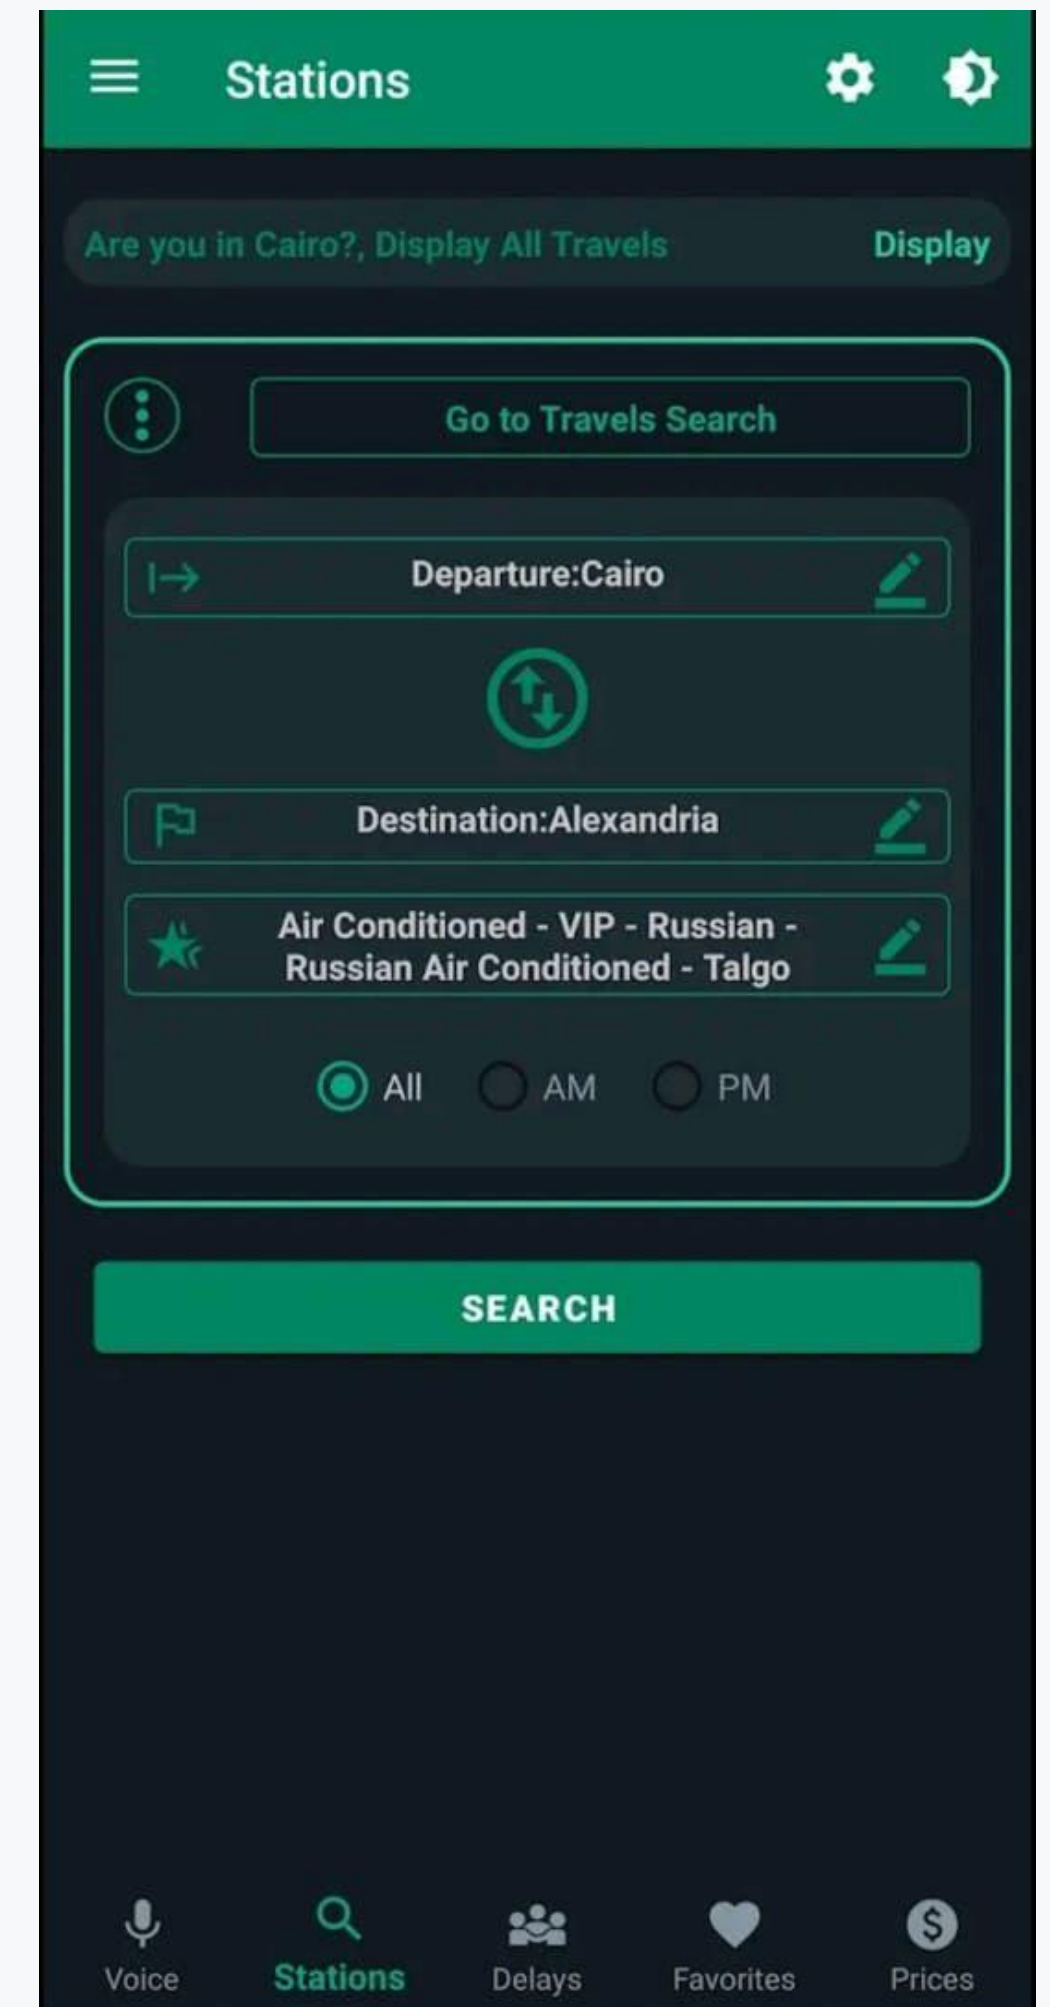 Stations
Are you in Cairo?, Display All Travels
Display
Go to Travels Search
Departure:Cairo
Destination:Alexandria
Air Conditioned - VIP - Russian -
Russian Air Conditioned - Talgo
All
AM
PM
SEARCH
Voice
Stations
Delays
Favorites
Prices